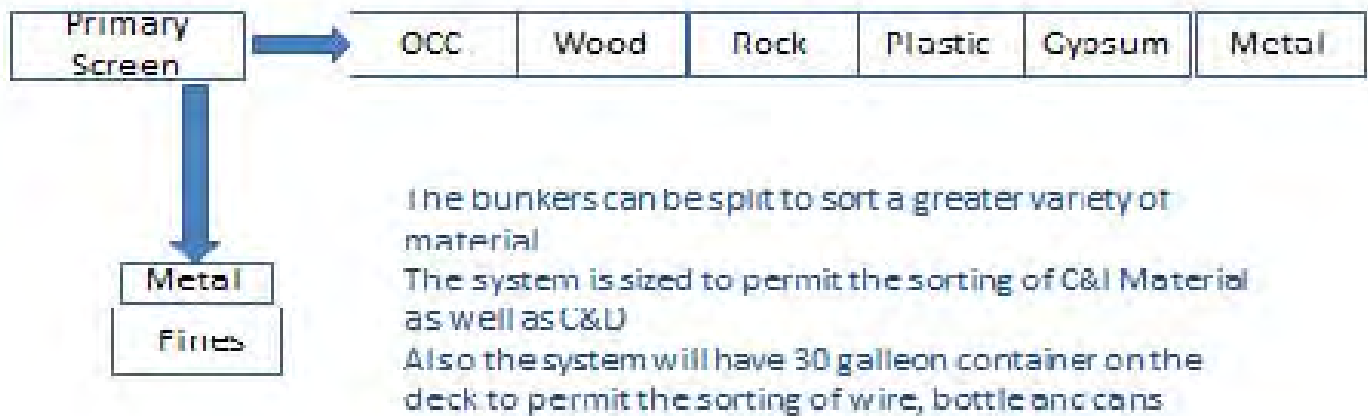 Primary
Screen
OCC Wood Rock Plastic Gypsum Metal
Metal
Fines
The bunkers can be split to sort a greater variety of
material
The system is sized to permit the sorting of C&I Material
as well as C&D
Also the system will have 30 galleon container on the
deck to permit the sorting of wire, bottle and cans